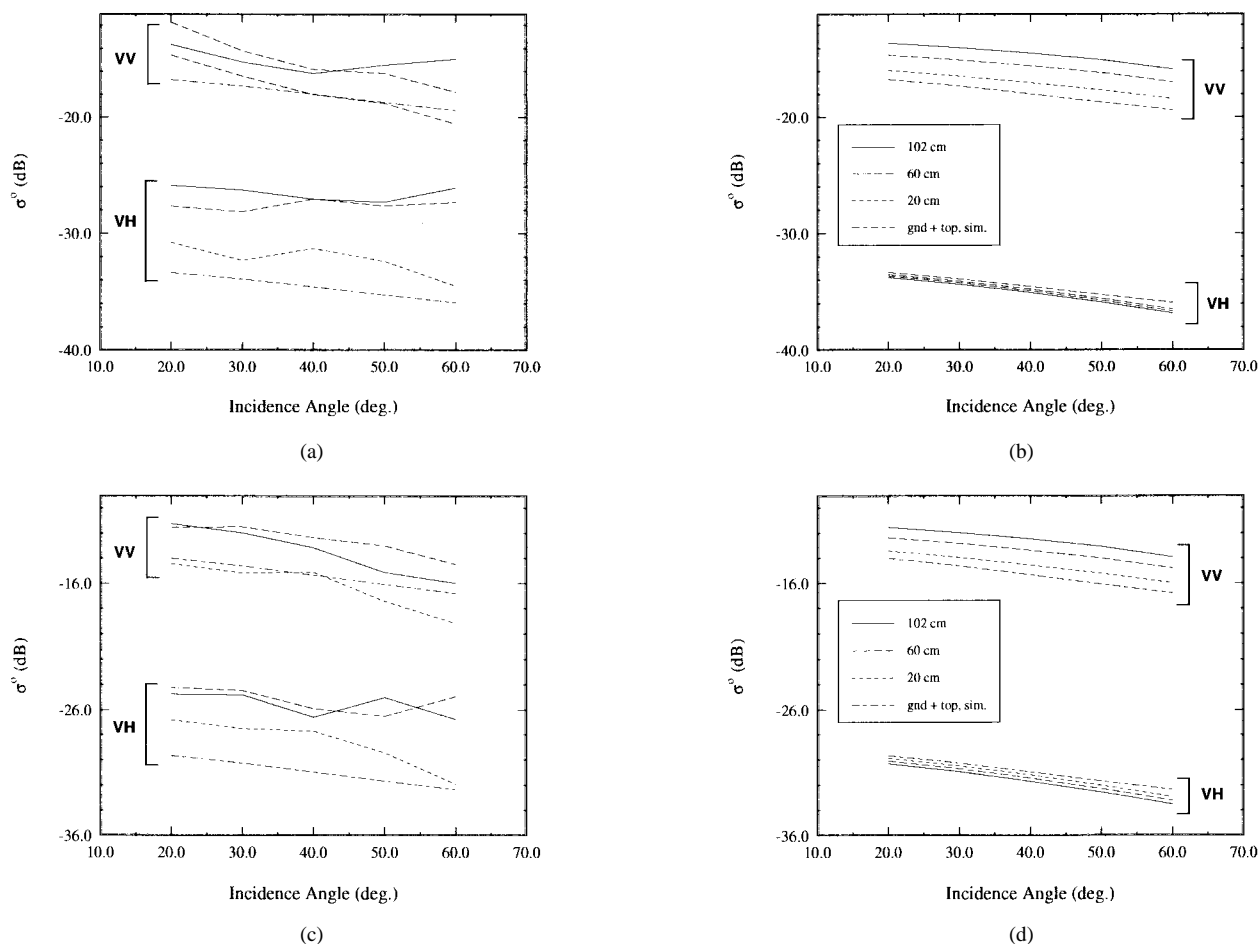 VV
-20.0
σ° (dB)
-30.0
VH
-40.0
10.0 20.0 30.0 40.0 50.0 60.0 70.0
Incidence Angle (deg.)
(a)
VV
-20.0
σ° (dB)
102 cm
60 cm
20 cm
gnd + top, sim.
-30.0
VH
-40.0
10.0 20.0 30.0 40.0 50.0 60.0 70.0
Incidence Angle (deg.)
(b)
VV
-16.0
σ° (dB)
-26.0
VH
-36.0
10.0 20.0 30.0 40.0 50.0 60.0 70.0
Incidence Angle (deg.)
(c)
VV
-16.0
σ° (dB)
102 cm
60 cm
20 cm
gnd + top, sim.
-26.0
VH
-36.0
10.0 20.0 30.0 40.0 50.0 60.0 70.0
Incidence Angle (deg.)
(d)